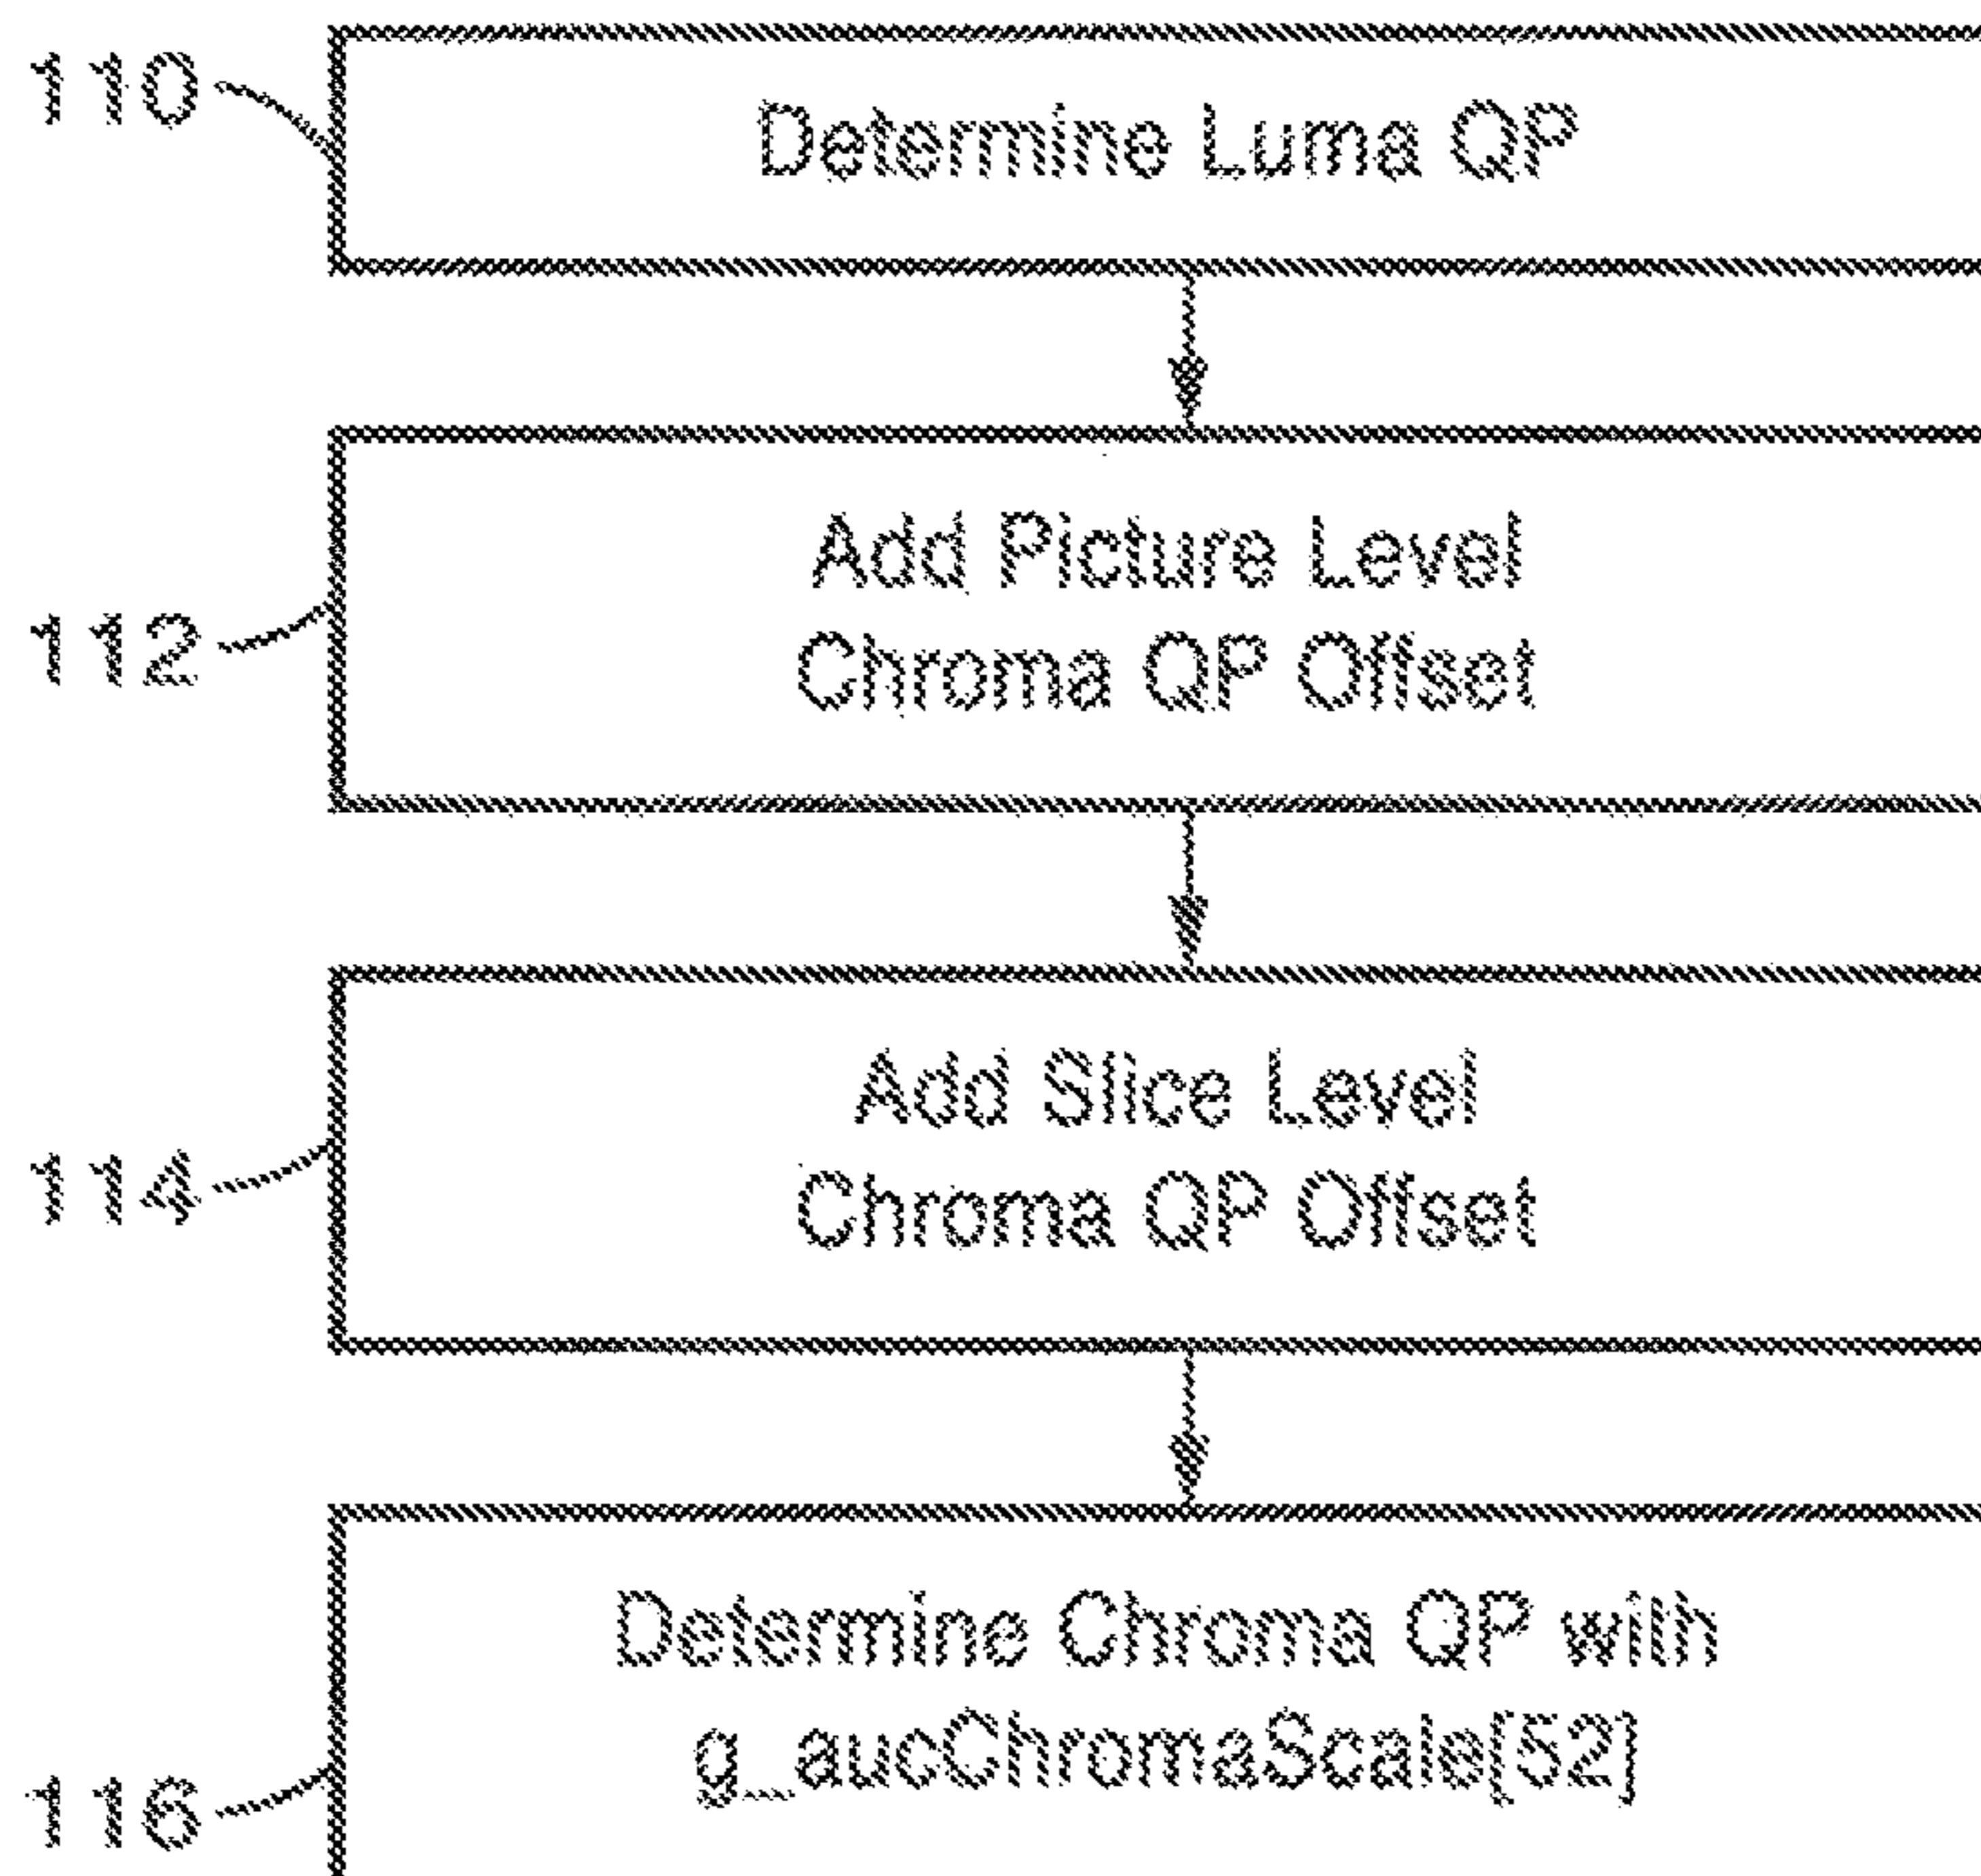 110
Determine Luma QP
112
Add Picture Level
Chroma QP Offset
114
Add Slice Level
Chroma QP Offset
116
Determine Chroma QP with
g_aucChromaScale[52]